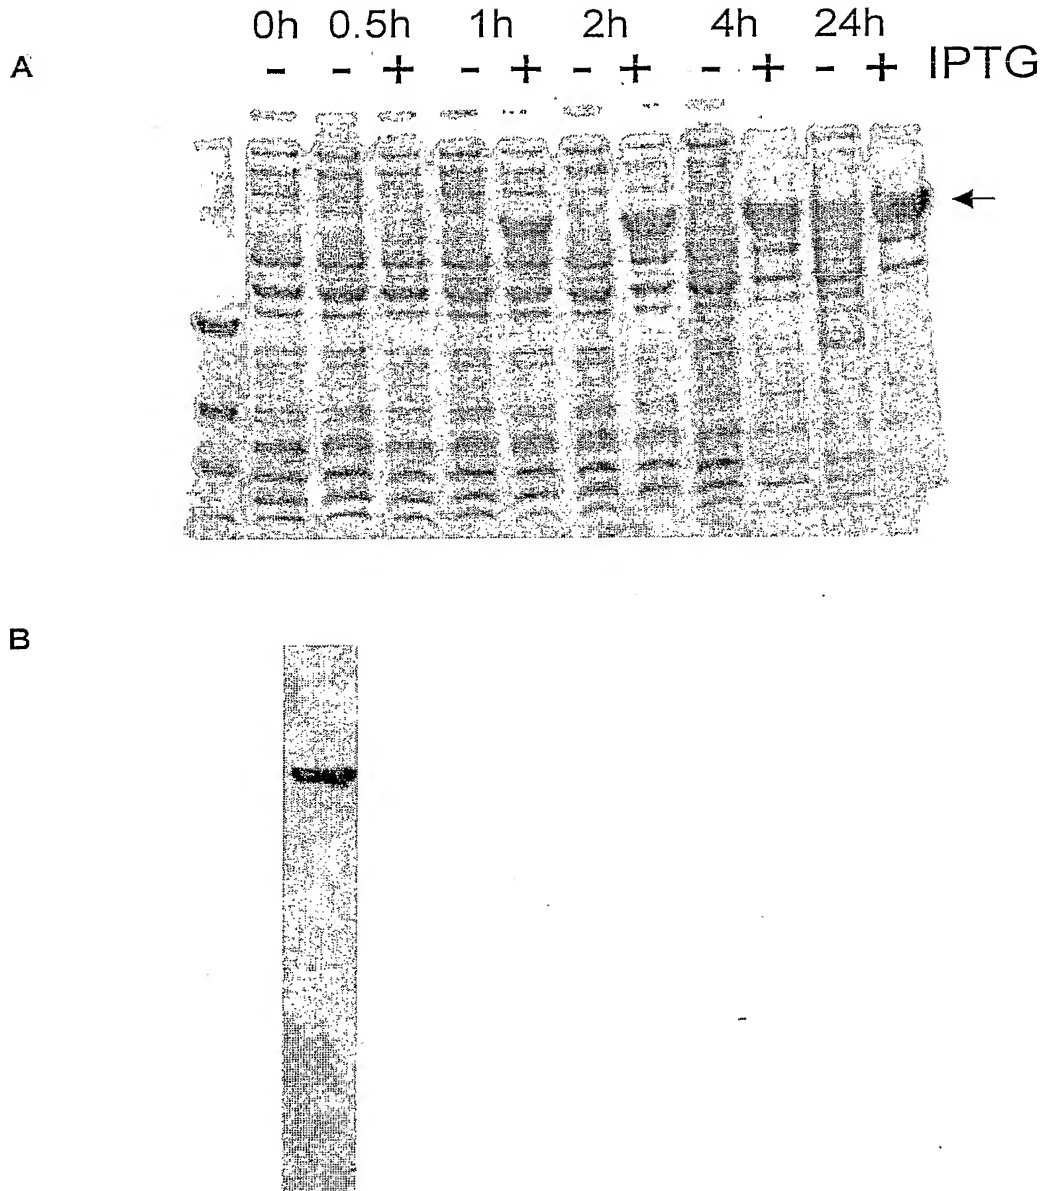 0h 0.5h 1h 2h 4h 24h
A - - + - + - + - + - + IPTG
B